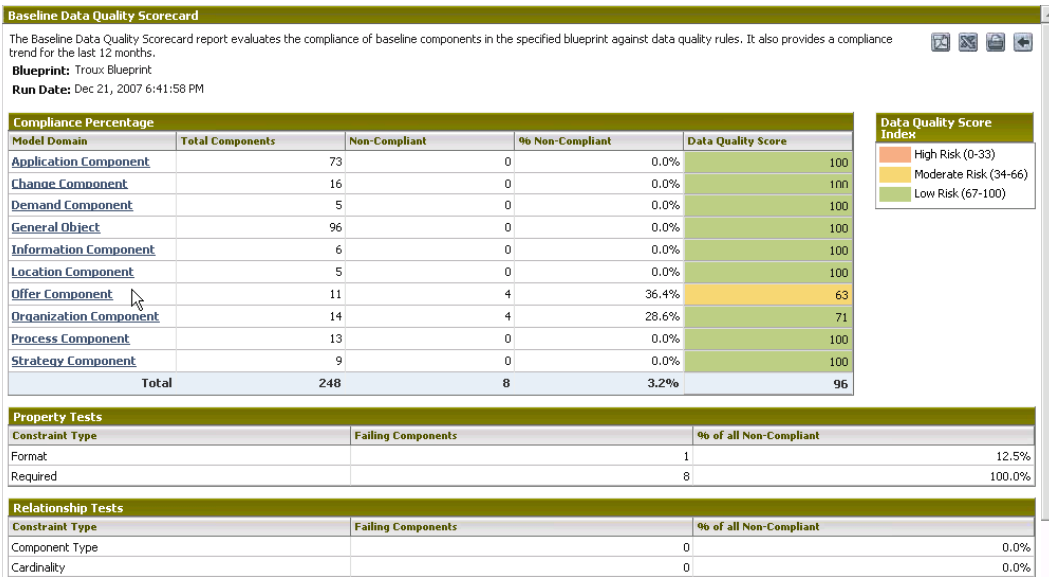 Baseline Data Quality Scorecard
The Baseline Data Quality Scorecard report evaluates the compliance of baseline components in the specified blueprint against data quality rules. It also provides a compliance
trend for the last 12 months.
Blueprint: Troux Blueprint
Run Date: Dec 21, 2007 6:41:58 PM
Compliance Percentage
Model Domain Total Components Non-Compliant % Non-Compliant Data Quality Score
Application Component 73 0 0.0% 100
Change Component 16 0 0.0% 100
Demand Component 5 0 0.0% 100
General Object 96 0 0.0% 100
Information Component 6 0 0.0% 100
Location Component 5 0 0.0% 100
Offer Component 11 4 36.4% 63
Organization Component 14 4 28.6% 71
Process Component 13 0 0.0% 100
Strategy Component 9 0 0.0% 100
Total 248 8 3.2% 96
Data Quality Score
Index
High Risk (0-33)
Moderate Risk (34-66)
Low Risk (67-100)
Property Tests
Constraint Type Failing Components % of all Non-Compliant
Format 1 12.5%
Required 8 100.0%
Relationship Tests
Constraint Type Failing Components % of all Non-Compliant
Component Type 0 0.0%
Cardinality 0 0.0%